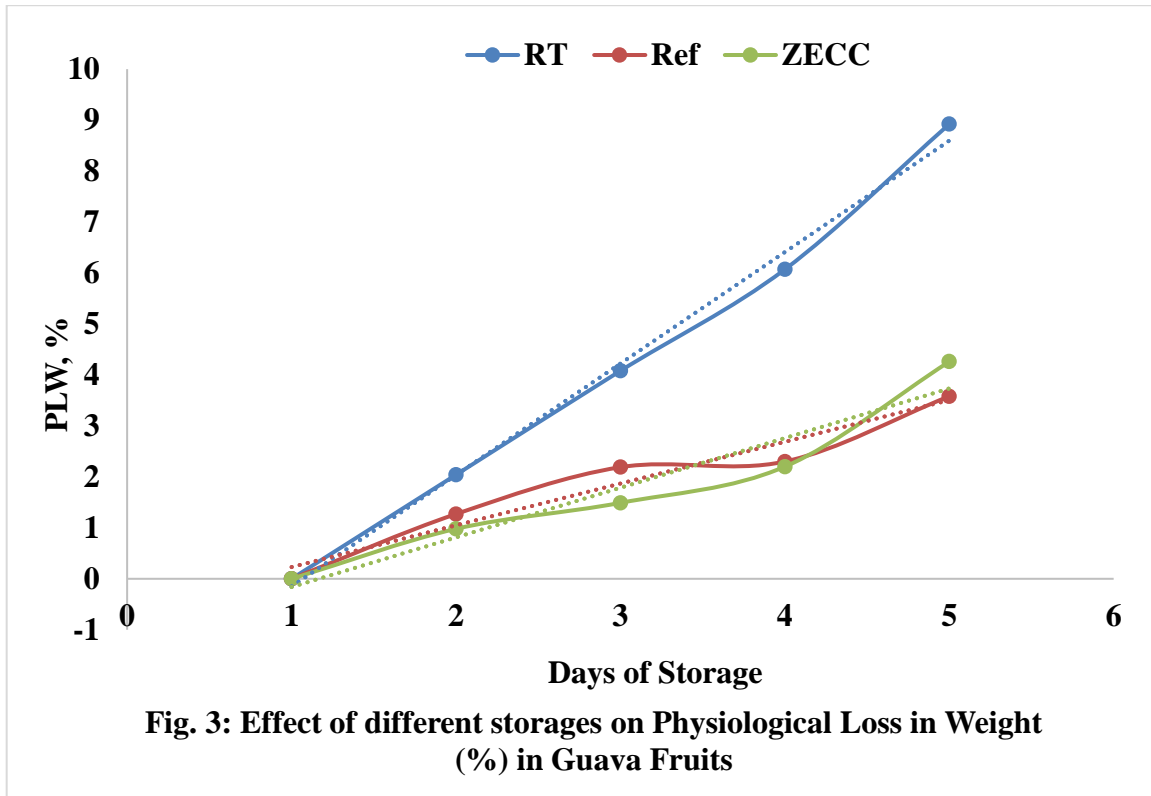 RT Ref ZECC
10
9
8
7
6
5
4
3
2
1
0
-1
PLW, %
0 1 2 3 4 5 6
Days of Storage
Fig. 3: Effect of different storages on Physiological Loss in Weight
(%) in Guava Fruits